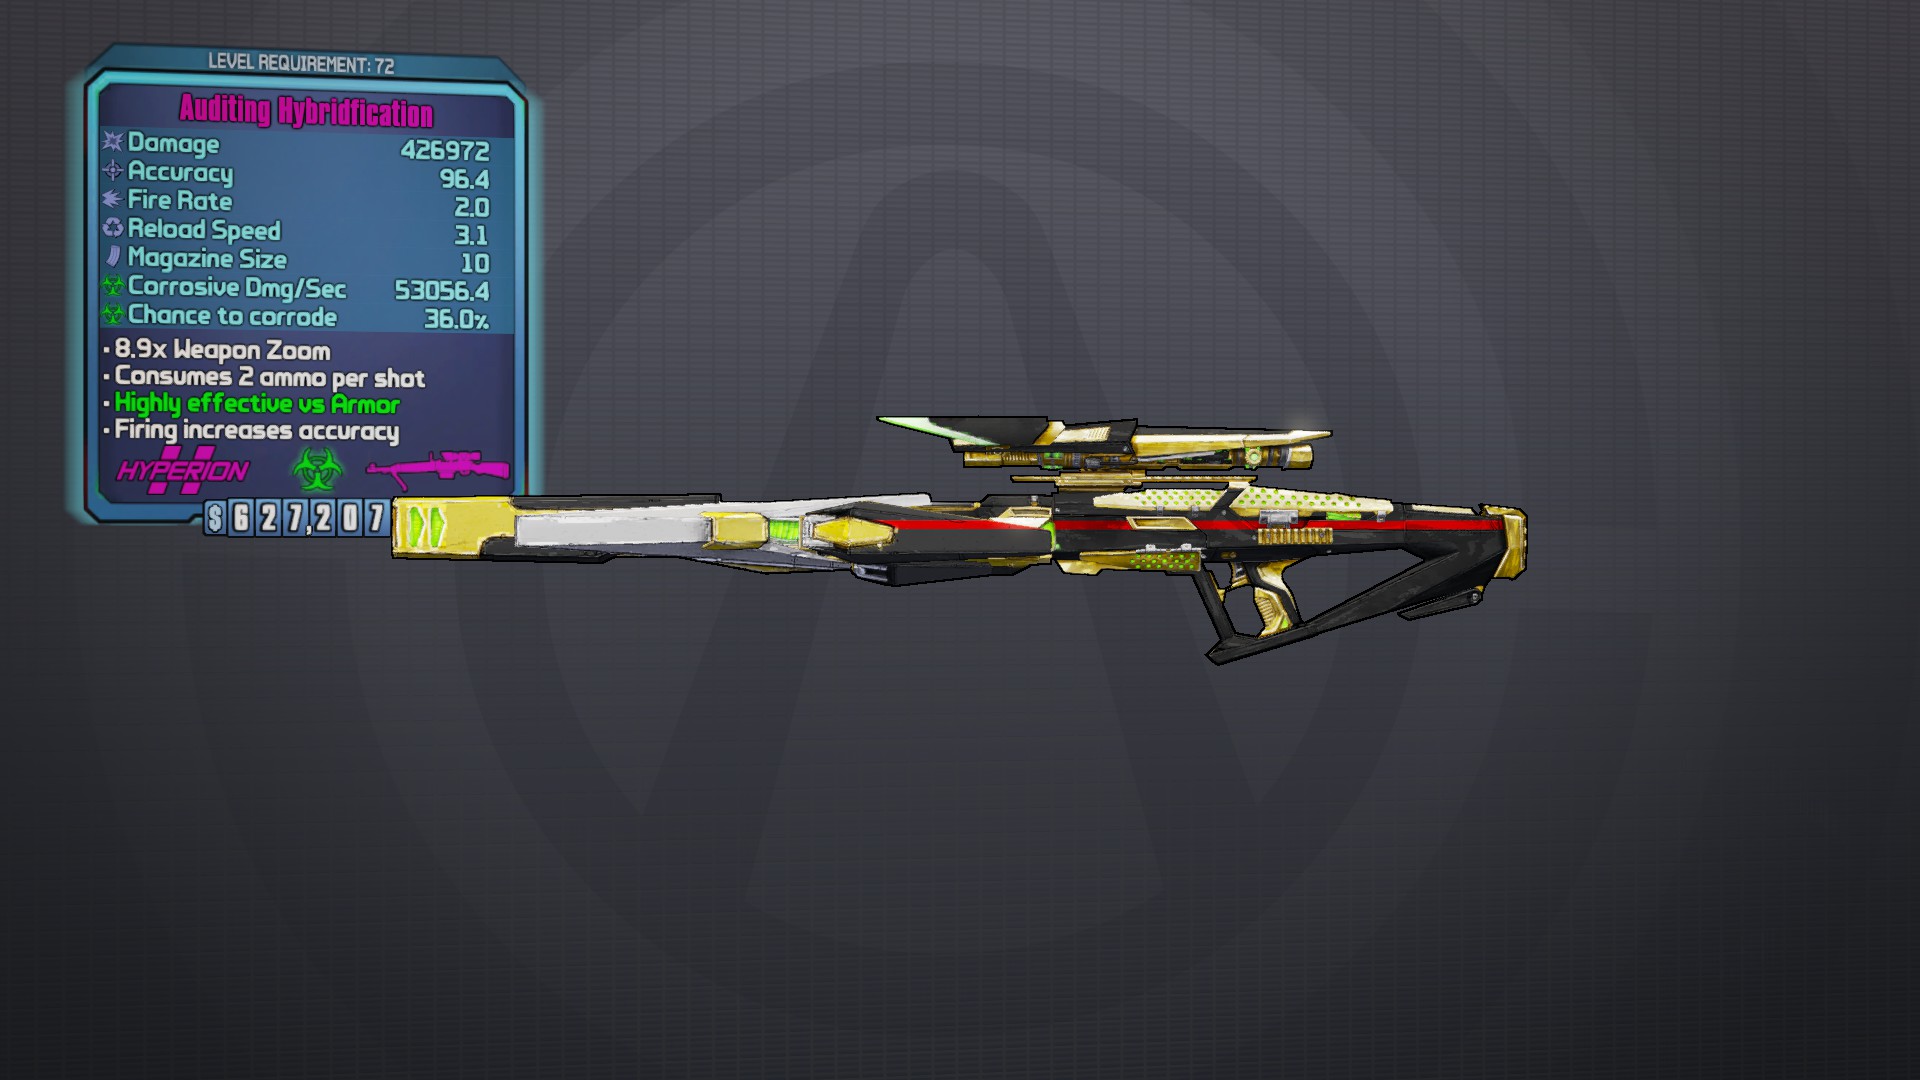 LEVEL REQUIREMENT: 72
Auditing Hybridfication
Damage 426972
Accuracy 96.4
Fire Rate 2.0
Reload Speed 3.1
Magazine Size 10
Corrosive Dmg/Sec 53056.4
Chance to corrode 36.0%
• 8.9x Weapon Zoom
• Consumes 2 ammo per shot
• Highly effective vs Armor
• Firing increases accuracy
HYPERION
$627,207